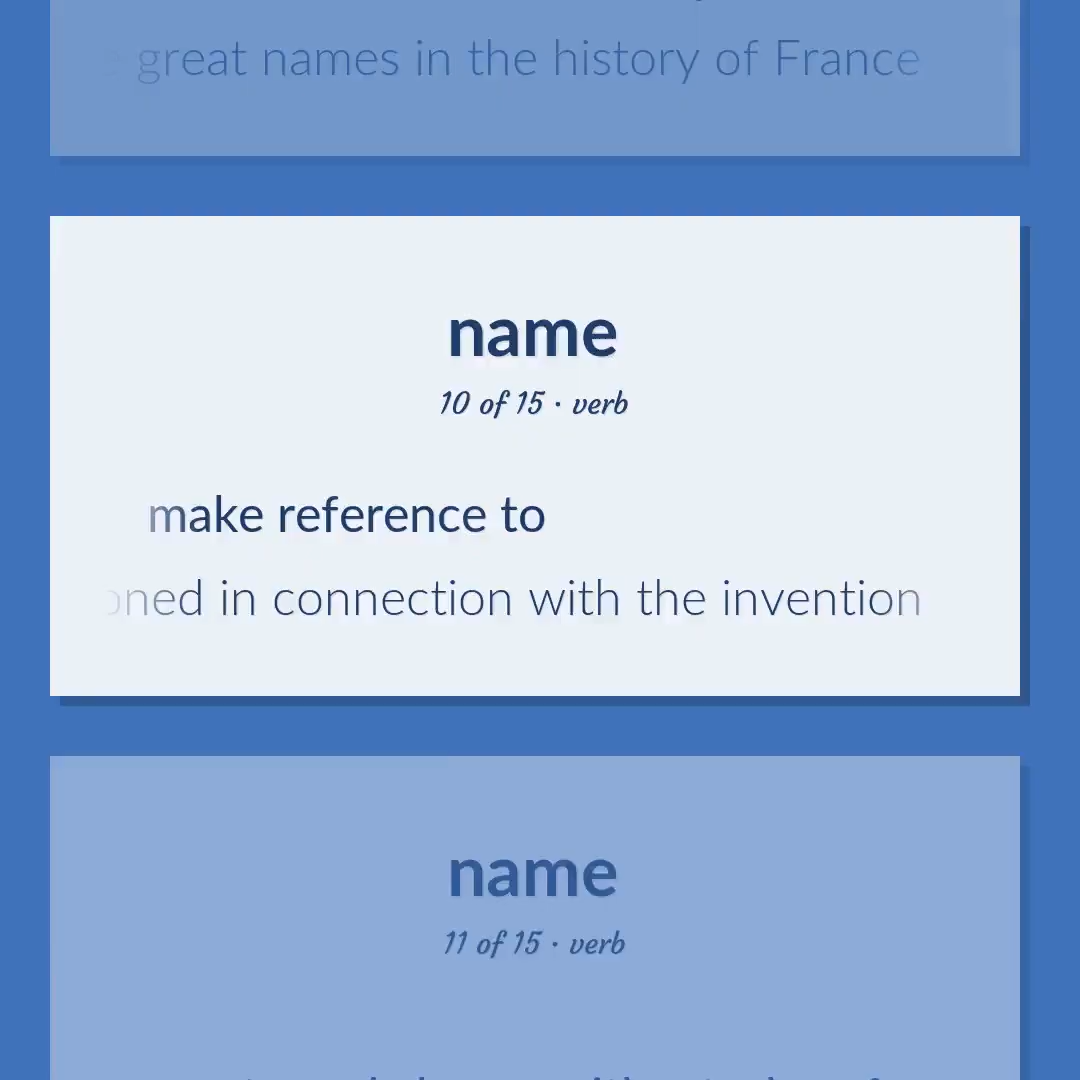 great names in the history of France
name
10 of 15 · verb
make reference to
in connection with the invention
name
11 of 15 · verb